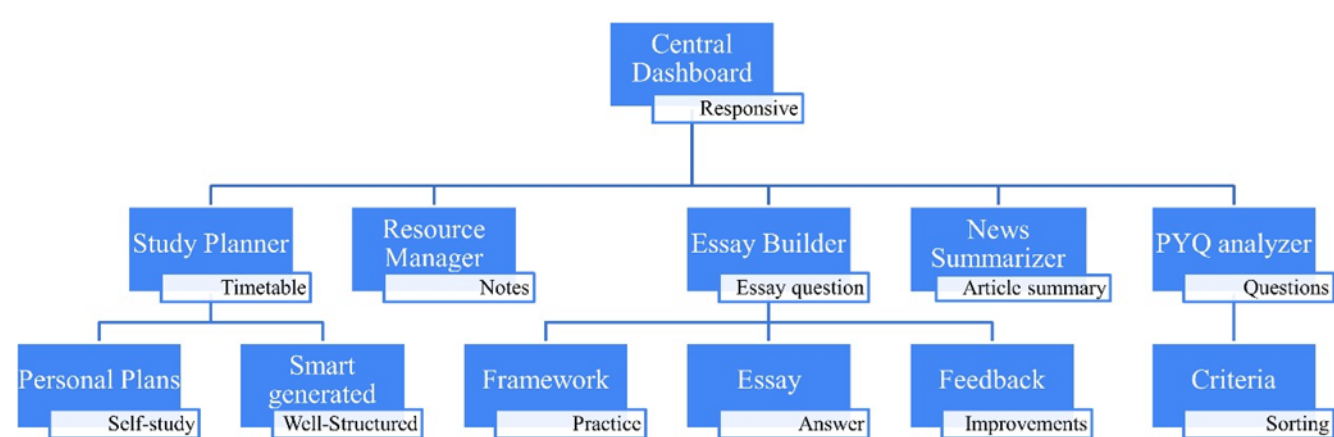 Central
Dashboard
Responsive
Study Planner
Timetable
Resource
Manager
Notes
Essay Builder
Essay question
News
Summarizer
Article summary
PYQ analyzer
Questions
Personal Plans
Self-study
Smart
generated
Well-Structured
Framework
Practice
Essay
Answer
Feedback
Improvements
Criteria
Sorting